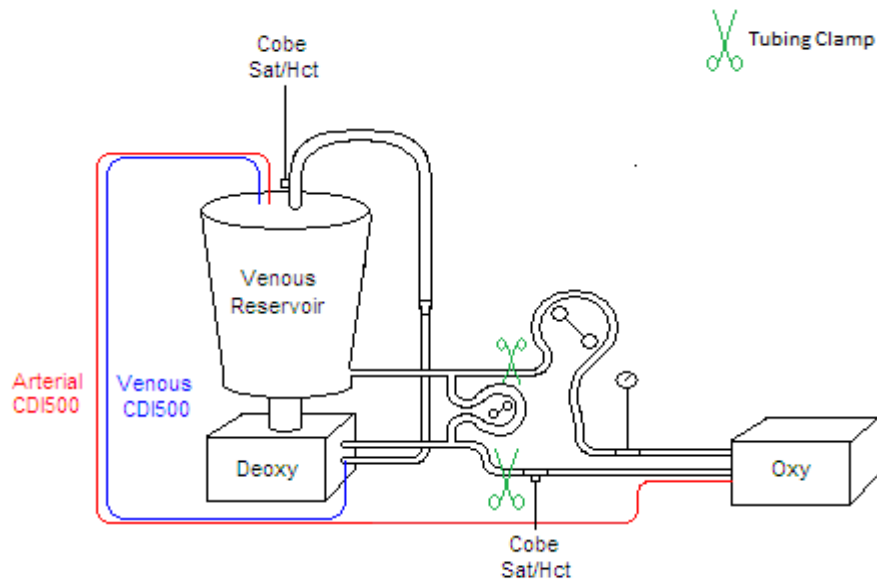 Cobe
Sat/Hct
Tubing Clamp
Venous
Reservoir
Arterial
CDI500
Venous
CDI500
Deoxy
Oxy
Cobe
Sat/Hct